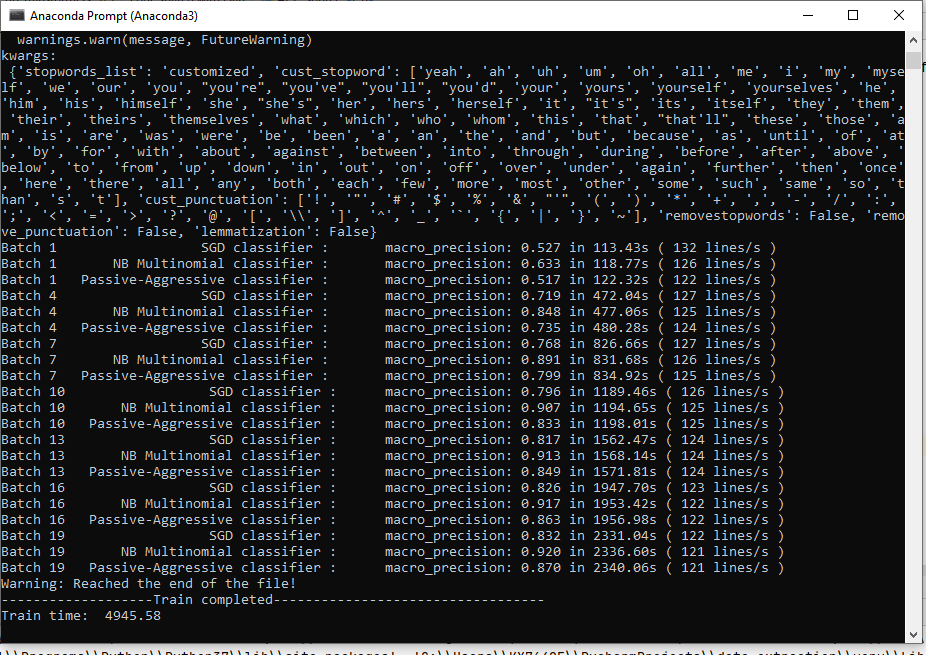 Anaconda Prompt (Anaconda3)
warnings.warn(message, FutureWarning)
kwargs:
{'stopwords_list': 'customized', 'cust_stopword': ['yeah', 'ah', 'uh', 'um', 'oh', 'all', 'me', 'i', 'my', 'myse
lf', 'we', 'our', 'you', "you're", "you've", "you'll", "you'd", 'your', 'yours', 'yourself', 'yourselves', 'he',
'him', 'his', 'himself', 'she', "she's", 'her', 'hers', 'herself', 'it', "it's", 'its', 'itself', 'they', 'them',
'their', 'theirs', 'themselves', 'what', 'which', 'who', 'whom', 'this', 'that', "that'll", 'these', 'those', 'a
m', 'is', 'are', 'was', 'were', 'be', 'been', 'a', 'an', 'the', 'and', 'but', 'because', 'as', 'until', 'of', 'at
', 'by', 'for', 'with', 'about', 'against', 'between', 'into', 'through', 'during', 'before', 'after', 'above', '
below', 'to', 'from', 'up', 'down', 'in', 'out', 'on', 'off', 'over', 'under', 'again', 'further', 'then', 'once'
, 'here', 'there', 'all', 'any', 'both', 'each', 'few', 'more', 'most', 'other', 'some', 'such', 'same', 'so', 't
han', 's', 't'], 'cust_punctuation': ['!', '"', '#', '$', '%', '&', "'", '(', ')', '*', '+', ',', '-', '/', ':',
';', '<', '=', '>', '?', '@', '[', '\\', ']', '^', '_', '`', '{', '|', '}', '~'], 'removestopwords': False, 'remo
ve_punctuation': False, 'lemmatization': False}
Batch 1 SGD classifier : macro_precision: 0.527 in 113.43s ( 132 lines/s )
Batch 1 NB Multinomial classifier : macro_precision: 0.633 in 118.77s ( 126 lines/s )
Batch 1 Passive-Aggressive classifier : macro_precision: 0.517 in 122.32s ( 122 lines/s )
Batch 4 SGD classifier : macro_precision: 0.719 in 472.04s ( 127 lines/s )
Batch 4 NB Multinomial classifier : macro_precision: 0.848 in 477.06s ( 125 lines/s )
Batch 4 Passive-Aggressive classifier : macro_precision: 0.735 in 480.28s ( 124 lines/s )
Batch 7 SGD classifier : macro_precision: 0.768 in 826.66s ( 127 lines/s )
Batch 7 NB Multinomial classifier : macro_precision: 0.891 in 831.68s ( 126 lines/s )
Batch 7 Passive-Aggressive classifier : macro_precision: 0.799 in 834.92s ( 125 lines/s )
Batch 10 SGD classifier : macro_precision: 0.796 in 1189.46s ( 126 lines/s )
Batch 10 NB Multinomial classifier : macro_precision: 0.907 in 1194.65s ( 125 lines/s )
Batch 10 Passive-Aggressive classifier : macro_precision: 0.833 in 1198.01s ( 125 lines/s )
Batch 13 SGD classifier : macro_precision: 0.817 in 1562.47s ( 124 lines/s )
Batch 13 NB Multinomial classifier : macro_precision: 0.913 in 1568.14s ( 124 lines/s )
Batch 13 Passive-Aggressive classifier : macro_precision: 0.849 in 1571.81s ( 124 lines/s )
Batch 16 SGD classifier : macro_precision: 0.826 in 1947.70s ( 123 lines/s )
Batch 16 NB Multinomial classifier : macro_precision: 0.917 in 1953.42s ( 122 lines/s )
Batch 16 Passive-Aggressive classifier : macro_precision: 0.863 in 1956.98s ( 122 lines/s )
Batch 19 SGD classifier : macro_precision: 0.832 in 2331.04s ( 122 lines/s )
Batch 19 NB Multinomial classifier : macro_precision: 0.920 in 2336.60s ( 121 lines/s )
Batch 19 Passive-Aggressive classifier : macro_precision: 0.870 in 2340.06s ( 121 lines/s )
Warning: Reached the end of the file!
-------------------Train completed----------------------------------
Train time: 4945.58